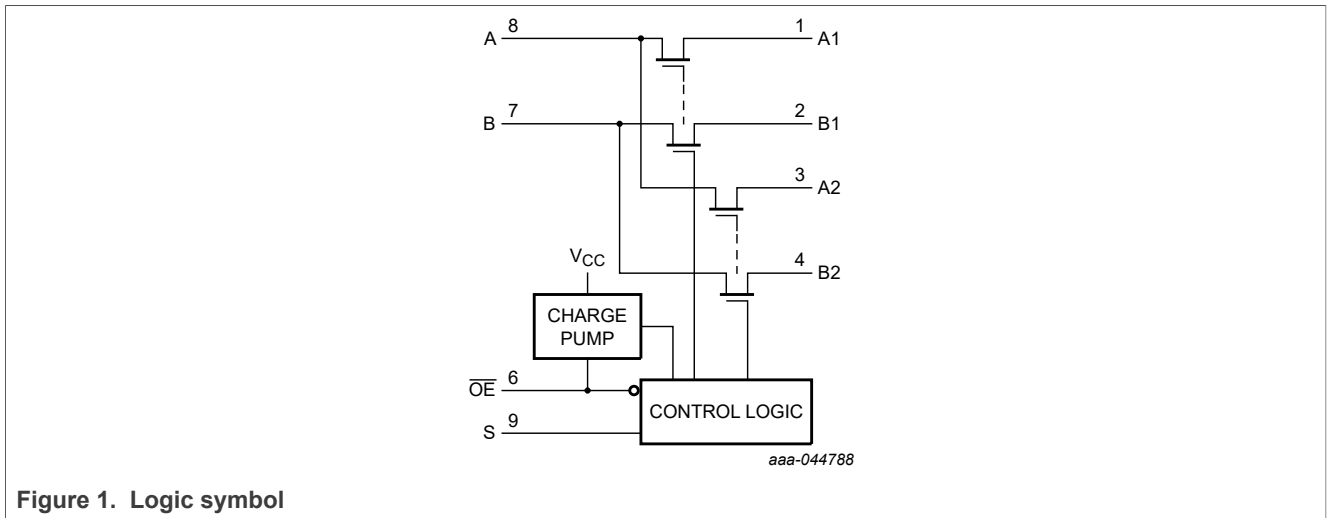 A 8 1 A1
B 7 2 B1
3 A2
4 B2
VCC
CHARGE
PUMP
OE 6
CONTROL LOGIC
S 9
aaa-044788
Figure 1. Logic symbol